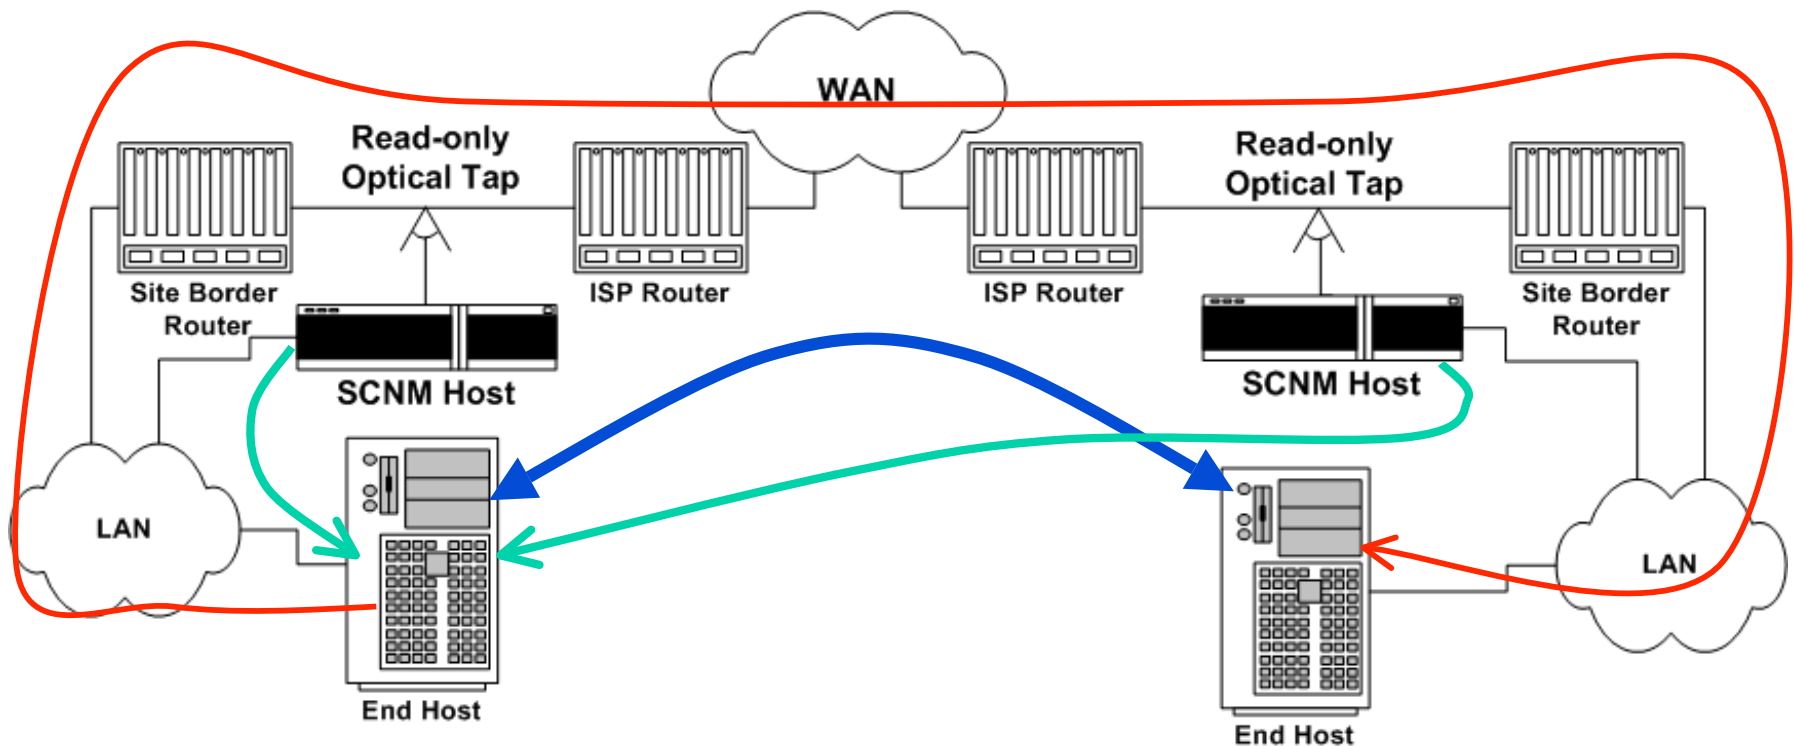 WAN
Read-only
Optical Tap
Read-only
Optical Tap
Site Border
Router
ISP Router
ISP Router
Site Border
Router
SCNM Host
SCNM Host
LAN
LAN
End Host
End Host